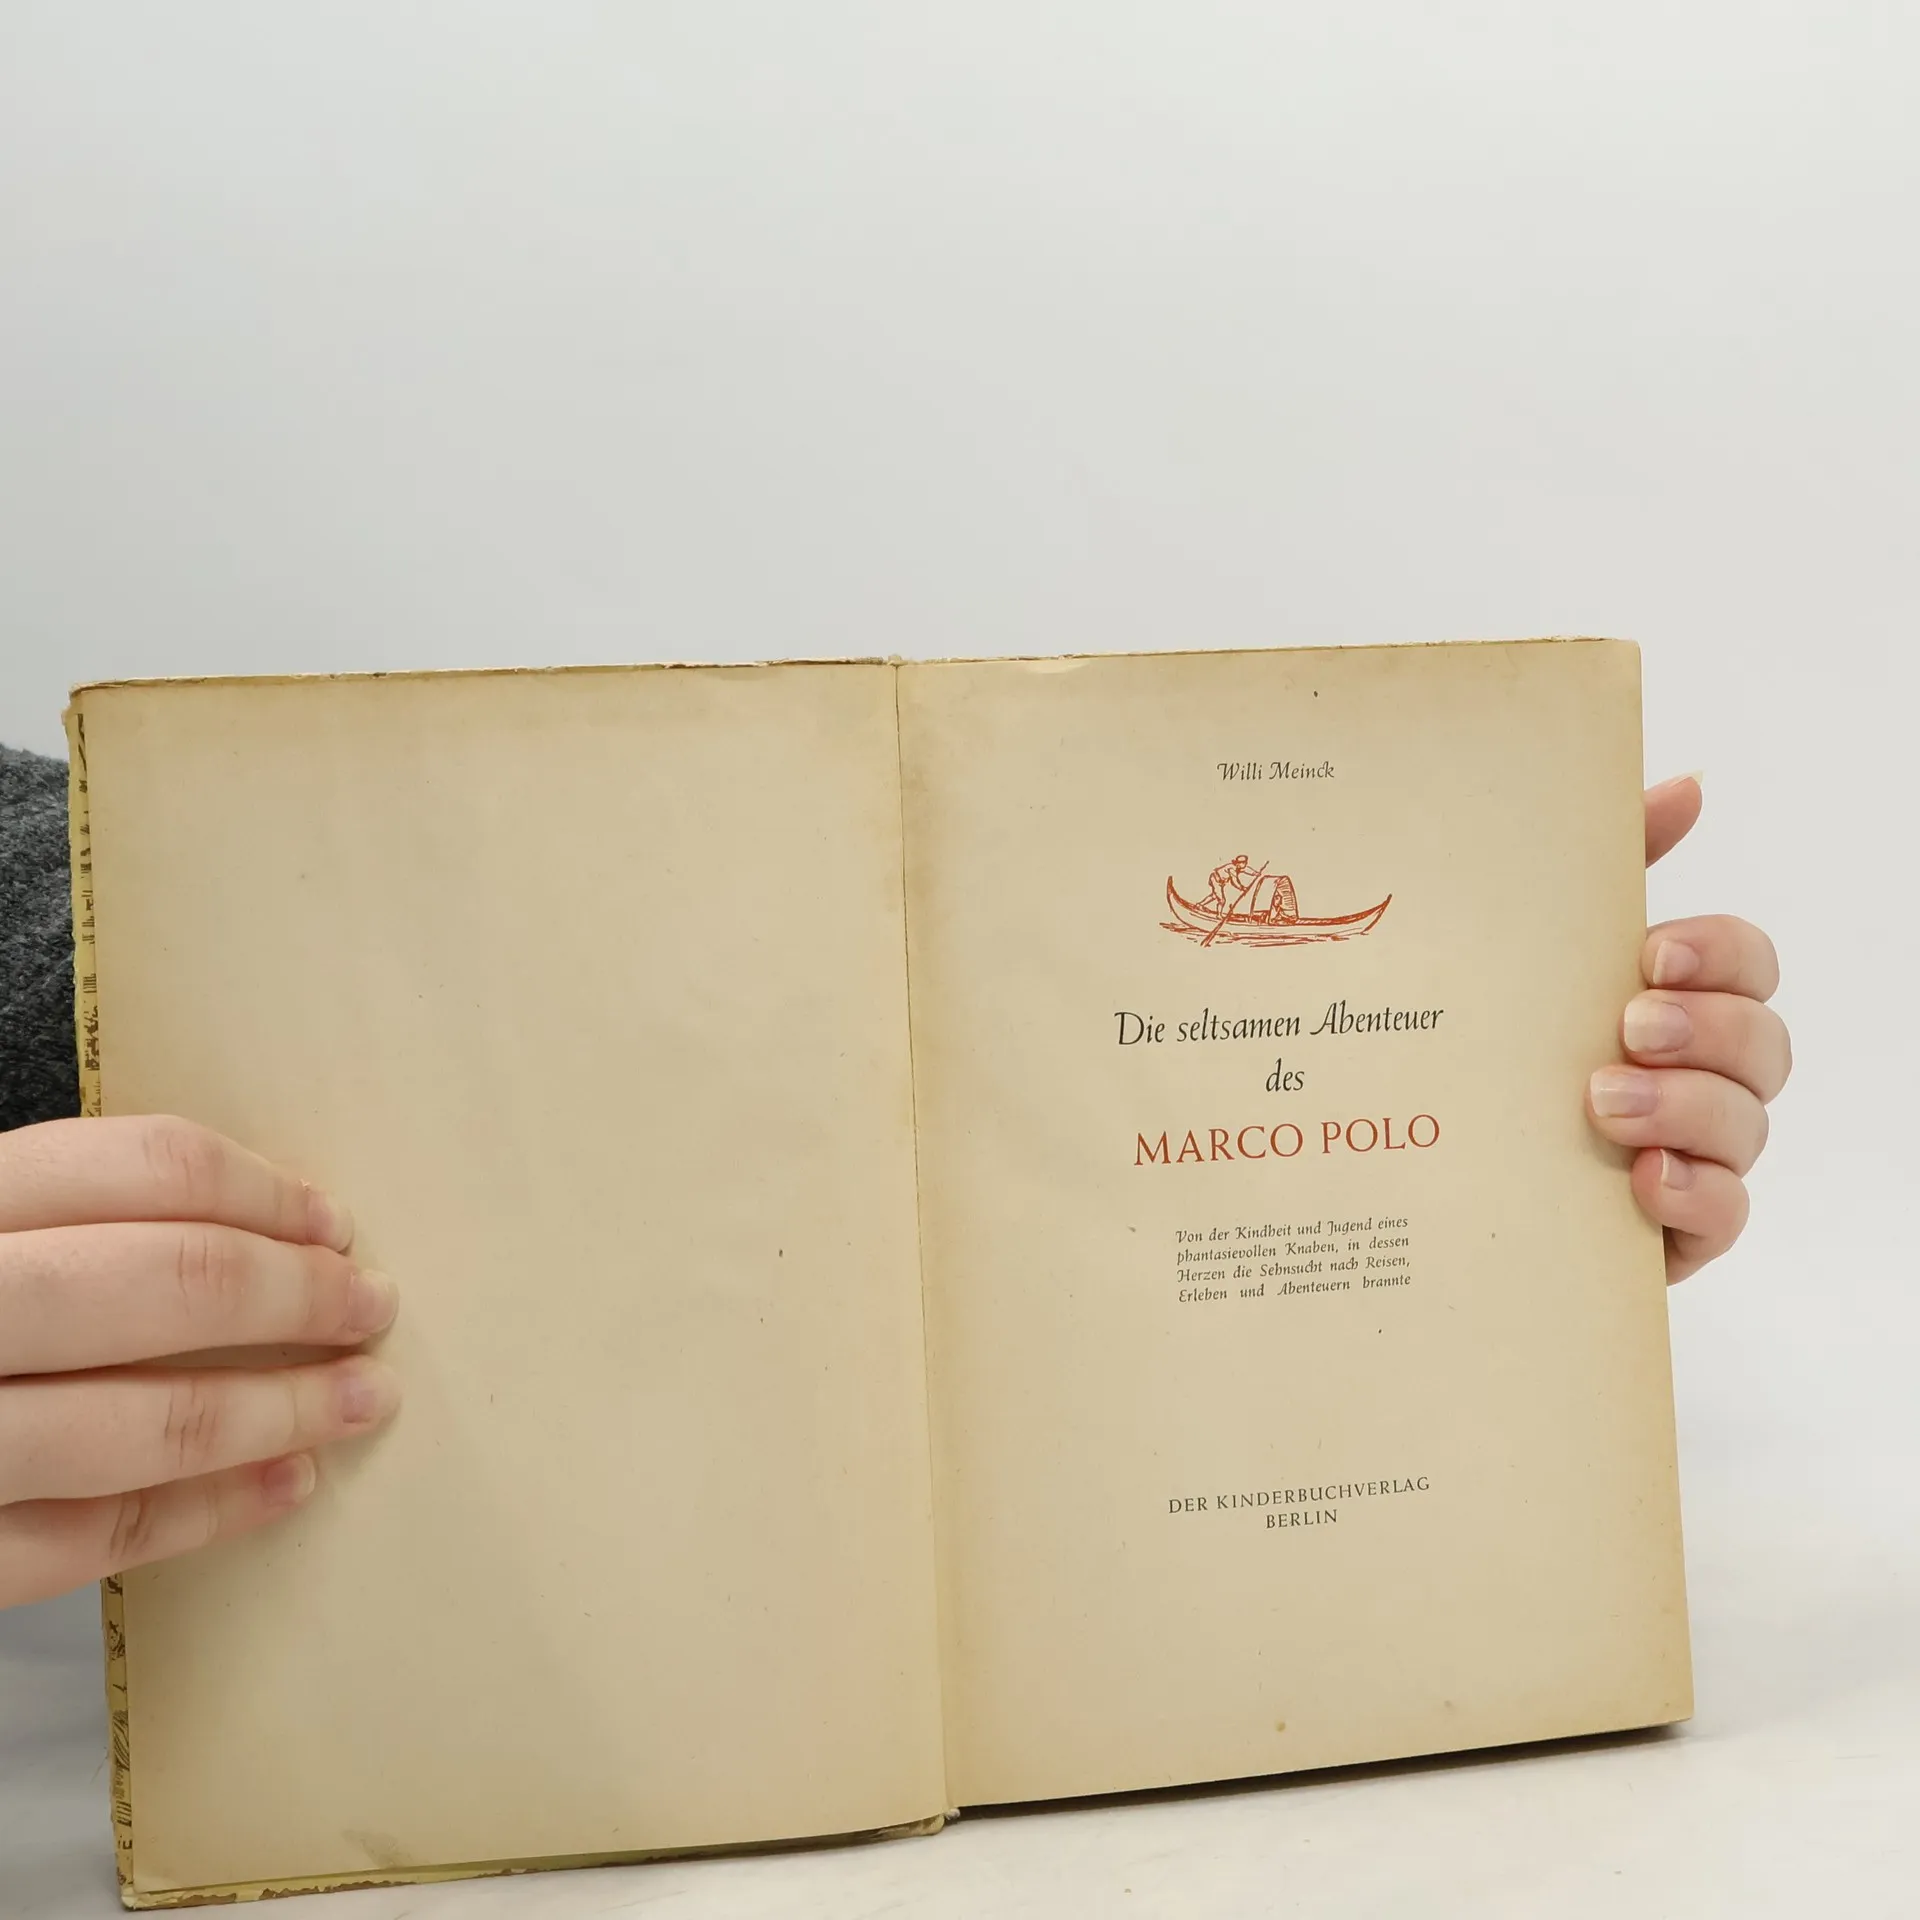 Willi Meinck
Die seltsamen Abenteuer
des
MARCO POLO
Von der Kindheit und Jugend eines
phantasievollen Knaben, in dessen
Herzen die Sehnsucht nach Reisen,
Erleben und Abenteuern brannte
DER KINDERBUCHVERLAG
BERLIN